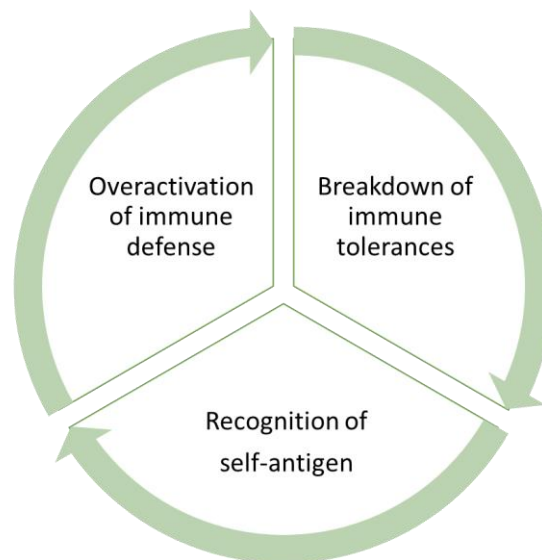 Overactivation
of immune
defense
Breakdown of
immune
tolerances
Recognition of
self-antigen